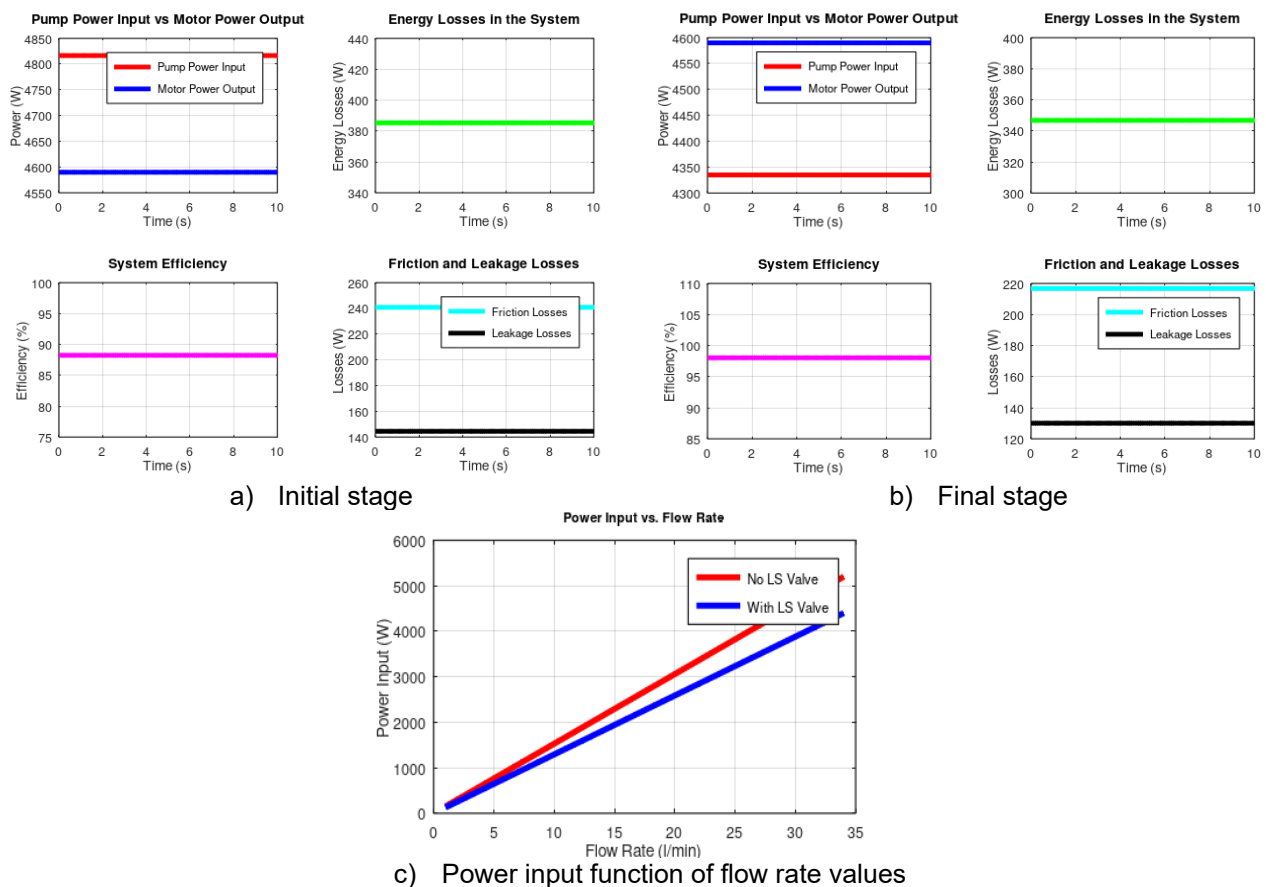 Pump Power Input vs Motor Power Output
4850
4800
4750
4700
4650
4600
4550
Power (W)
Pump Power Input
Motor Power Output
0 2 4 6 8 10
Time (s)
Energy Losses in the System
440
420
400
380
360
340
Energy Losses (W)
0 2 4 6 8 10
Time (s)
System Efficiency
100
95
90
85
80
75
Efficiency (%)
0 2 4 6 8 10
Time (s)
Friction and Leakage Losses
260
240
220
200
180
160
140
Losses (W)
Friction Losses
Leakage Losses
0 2 4 6 8 10
Time (s)
a) Initial stage
Pump Power Input vs Motor Power Output
4600
4550
4500
4450
4400
4350
4300
Power (W)
Pump Power Input
Motor Power Output
0 2 4 6 8 10
Time (s)
Energy Losses in the System
400
380
360
340
320
300
Energy Losses (W)
0 2 4 6 8 10
Time (s)
System Efficiency
110
105
100
95
90
85
Efficiency (%)
0 2 4 6 8 10
Time (s)
Friction and Leakage Losses
220
200
180
160
140
120
Losses (W)
Friction Losses
Leakage Losses
0 2 4 6 8 10
Time (s)
b) Final stage
Power Input vs. Flow Rate
6000
5000
4000
3000
2000
1000
0
Power Input (W)
No LS Valve
With LS Valve
0 5 10 15 20 25 30 35
Flow Rate (l/min)
c) Power input function of flow rate values